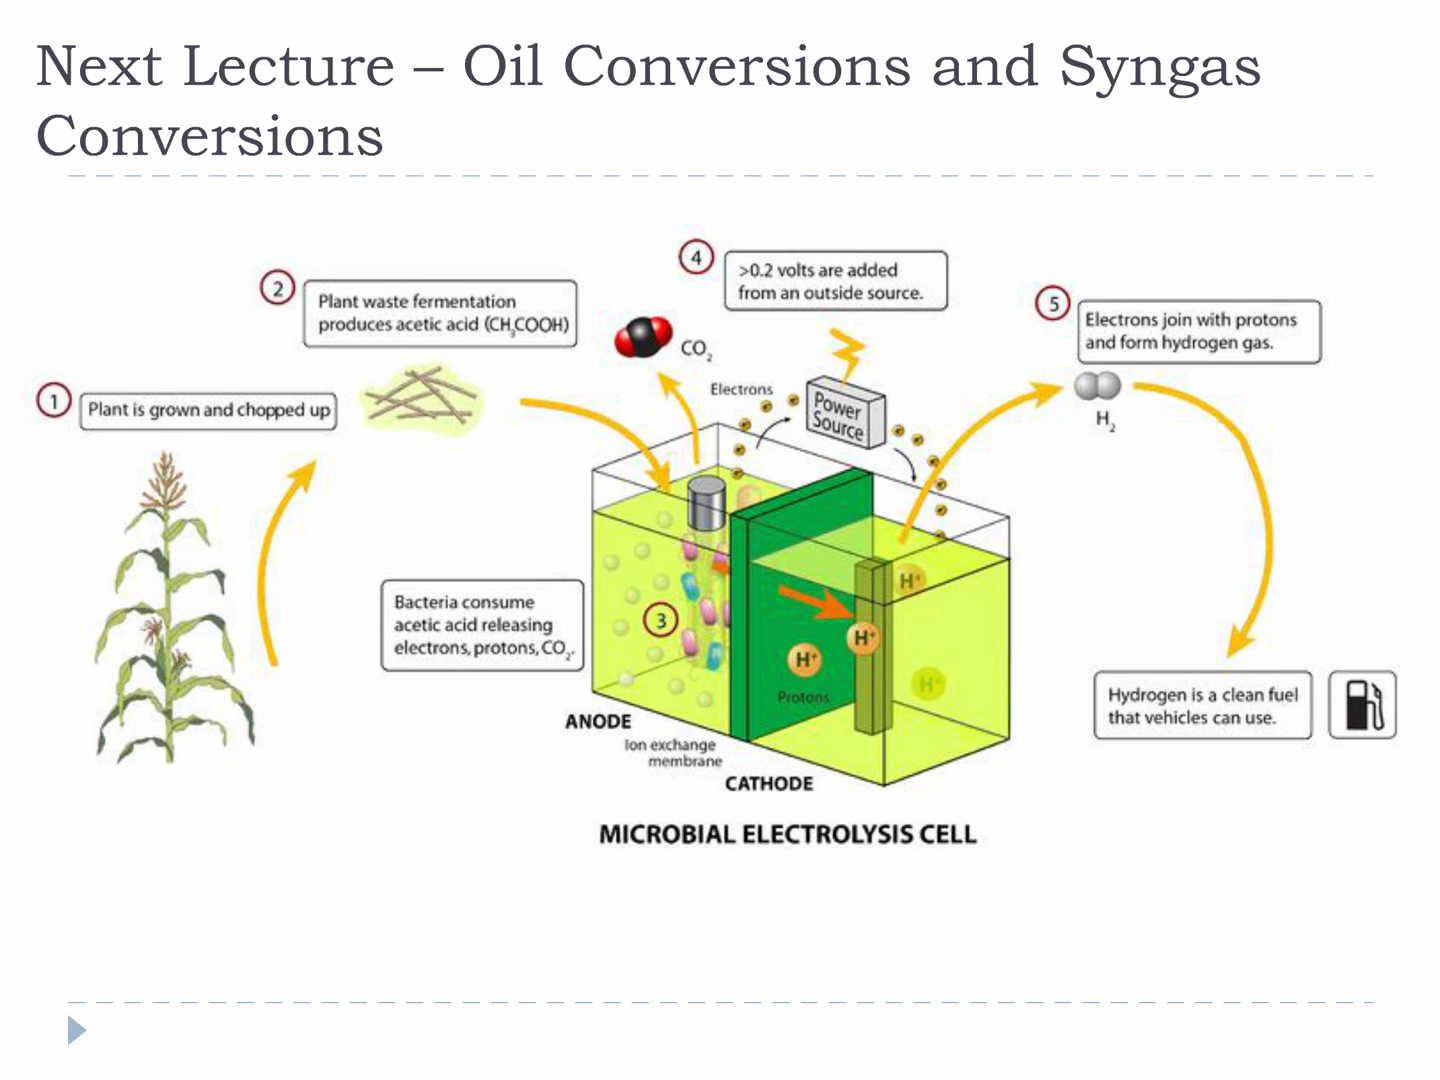 Next Lecture – Oil Conversions and Syngas
Conversions
1
Plant is grown and chopped up
2
Plant waste fermentation
produces acetic acid (CH₃COOH)
CO₂
4
>0.2 volts are added
from an outside source.
Electrons
Power
Source
5
Electrons join with protons
and form hydrogen gas.
H₂
Bacteria consume
acetic acid releasing
electrons, protons, CO₂.
3
H⁺
H⁺
H⁺
H⁺
Protons
ANODE
Ion exchange
membrane
CATHODE
Hydrogen is a clean fuel
that vehicles can use.
MICROBIAL ELECTROLYSIS CELL